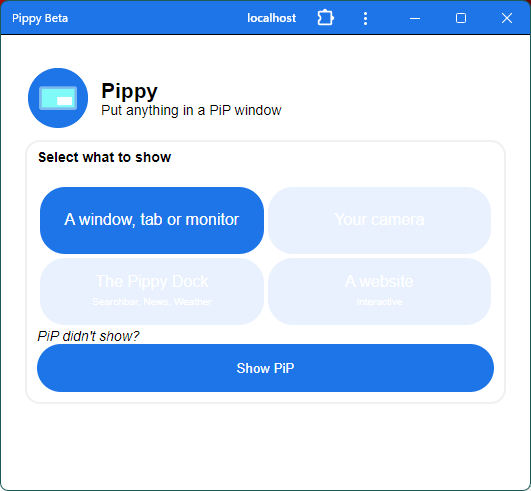 Pippy Beta
localhost
Pippy
Put anything in a PiP window
Select what to show
A window, tab or monitor
Your camera
The Pippy Dock
Searchbar, News, Weather
A website
Interactive
PiP didn't show?
Show PiP